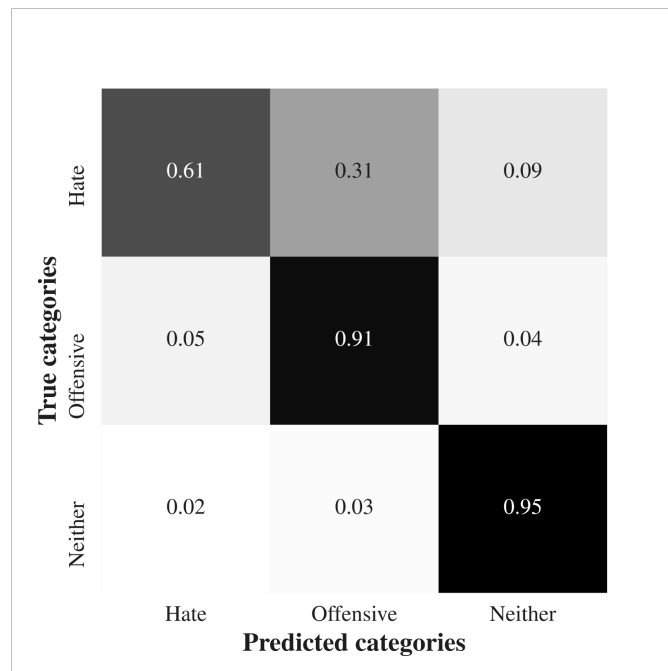 True categories
Hate
0.61 0.31 0.09
Offensive
0.05 0.91 0.04
Neither
0.02 0.03 0.95
Hate Offensive Neither
Predicted categories